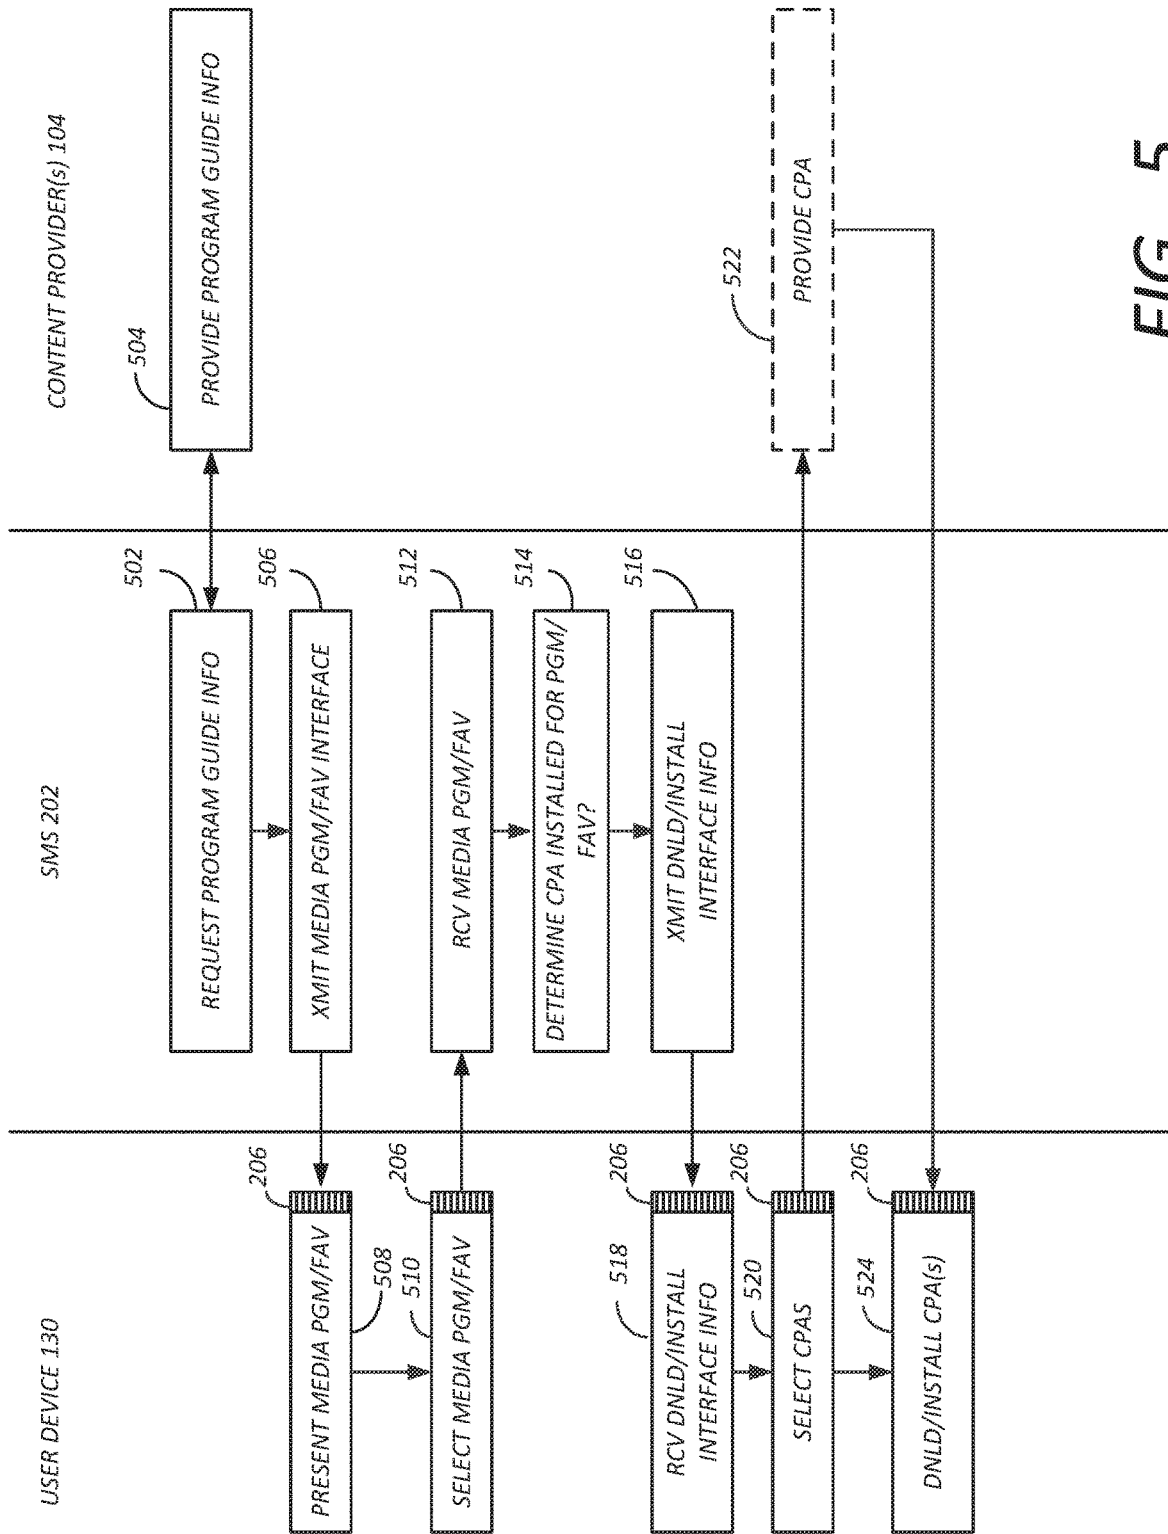 USER DEVICE 130
SMS 202
CONTENT PROVIDER(s) 104
502
REQUEST PROGRAM GUIDE INFO
504
PROVIDE PROGRAM GUIDE INFO
506
XMIT MEDIA PGM/FAV INTERFACE
206
PRESENT MEDIA PGM/FAV
508
510
206
SELECT MEDIA PGM/FAV
512
RCV MEDIA PGM/FAV
514
DETERMINE CPA INSTALLED FOR PGM/
FAV?
516
XMIT DNLD/INSTALL
INTERFACE INFO
518
206
RCV DNLD/INSTALL
INTERFACE INFO
520
206
SELECT CPAS
522
PROVIDE CPA
524
206
DNLD/INSTALL CPA(s)
FIG 5